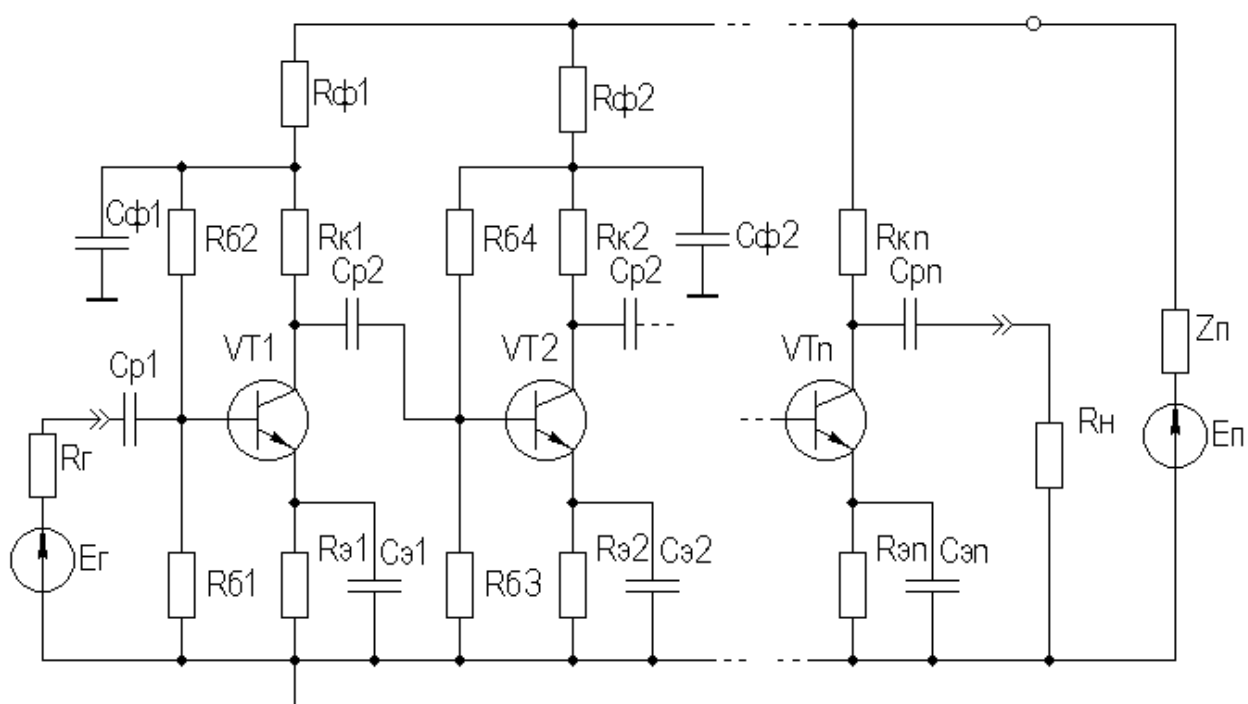 Rф1
Rф2
Cф1
Rб2
Rк1
Rб4
Rк2
Cф2
Rкn
Cр2
Cр2
Cрn
Zп
VT1
VT2
VTn
Cр1
Rг
Rн
Eп
Eг
Rб1
Rэ1
Cэ1
Rб3
Rэ2
Cэ2
Rэn
Cэn